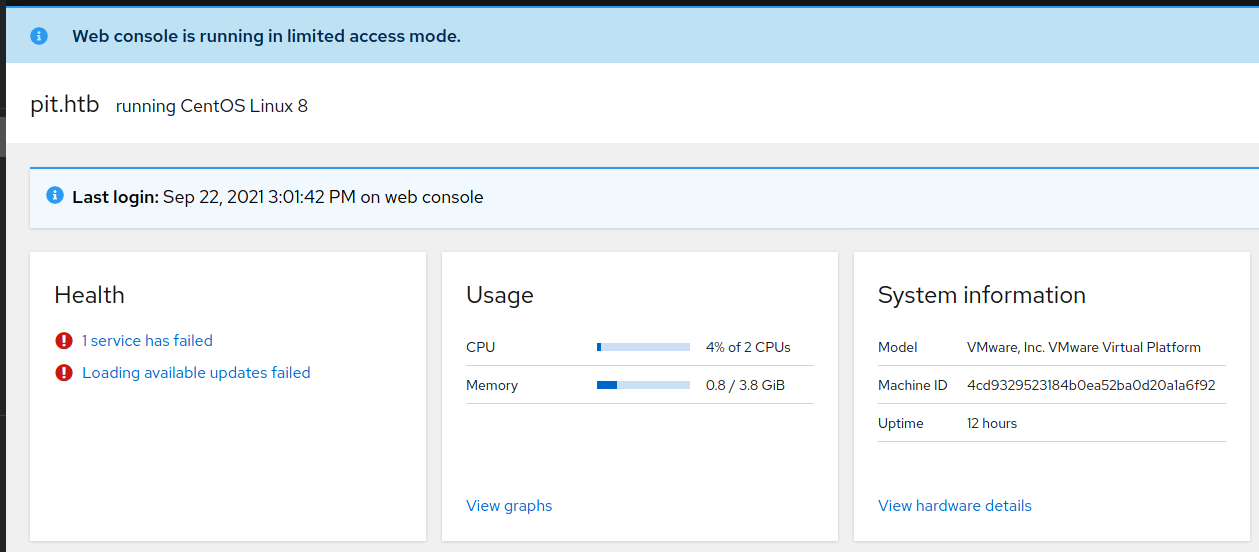 Web console is running in limited access mode.
pit.htb running CentOS Linux 8
Last login: Sep 22, 2021 3:01:42 PM on web console
Health
1 service has failed
Loading available updates failed
Usage
CPU 4% of 2 CPUs
Memory 0.8 / 3.8 GiB
View graphs
System information
Model VMware, Inc. VMware Virtual Platform
Machine ID 4cd9329523184b0ea52ba0d20a1a6f92
Uptime 12 hours
View hardware details